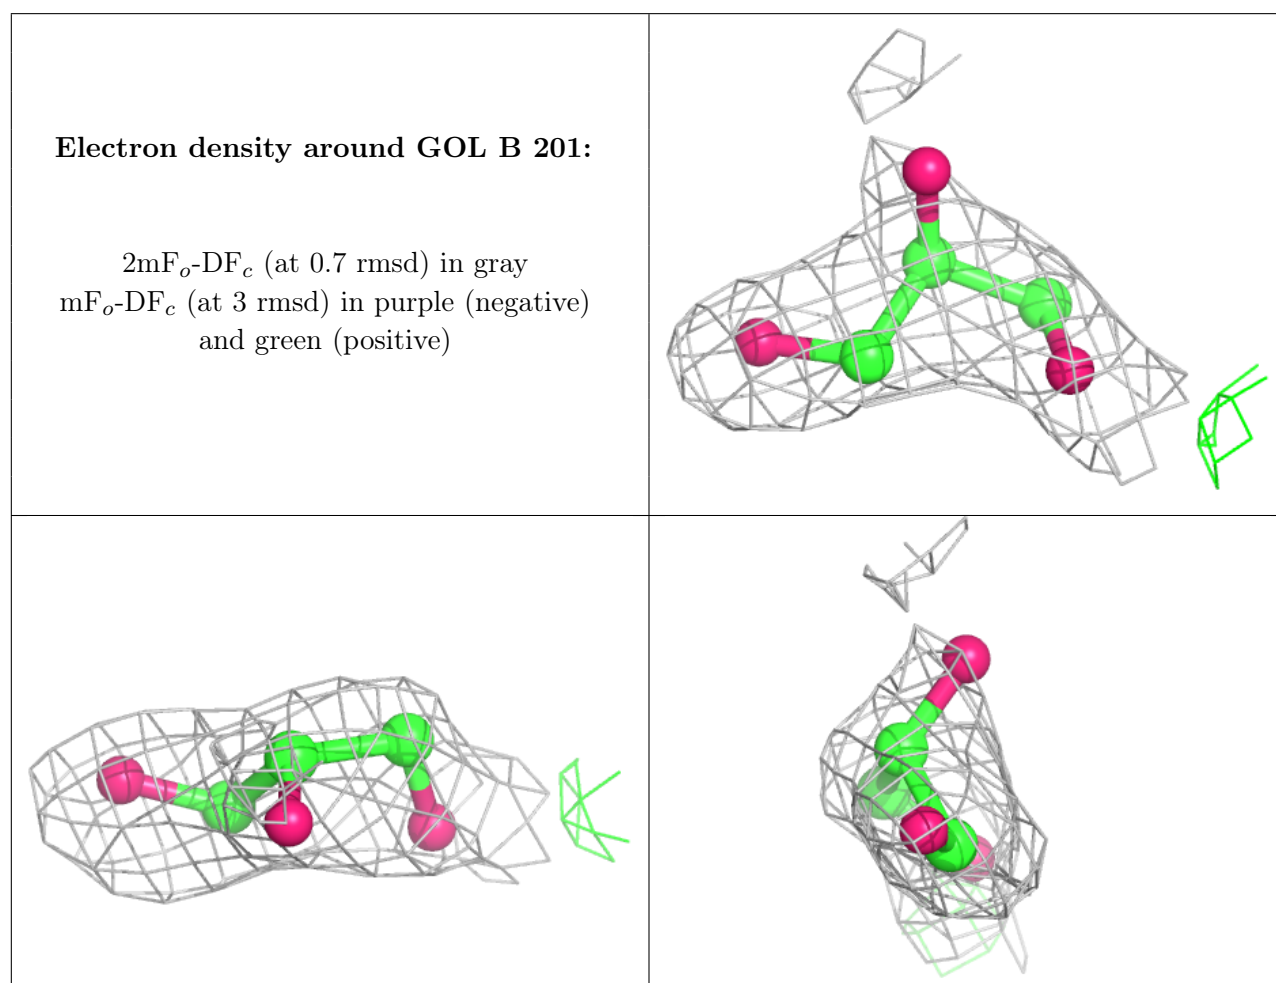 Electron density around GOL B 201:
2mFo-DFc (at 0.7 rmsd) in gray
mFo-DFc (at 3 rmsd) in purple (negative)
and green (positive)